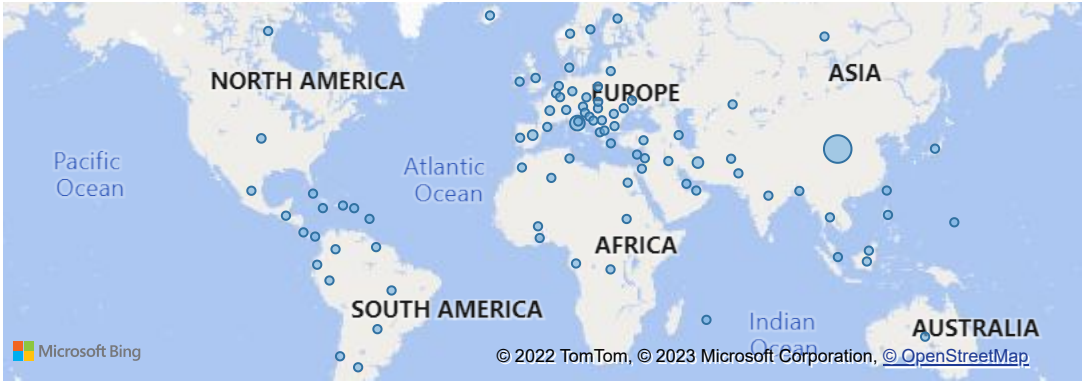 NORTH AMERICA
EUROPE
ASIA
Pacific
Ocean
Atlantic
Ocean
AFRICA
SOUTH AMERICA
Indian
Ocean
AUSTRALIA
Microsoft Bing
© 2022 TomTom, © 2023 Microsoft Corporation, © OpenStreetMap